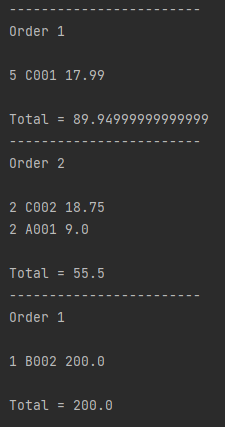 ------------------------
Order 1
5 C001 17.99
Total = 89.94999999999999
------------------------
Order 2
2 C002 18.75
2 A001 9.0
Total = 55.5
------------------------
Order 1
1 B002 200.0
Total = 200.0